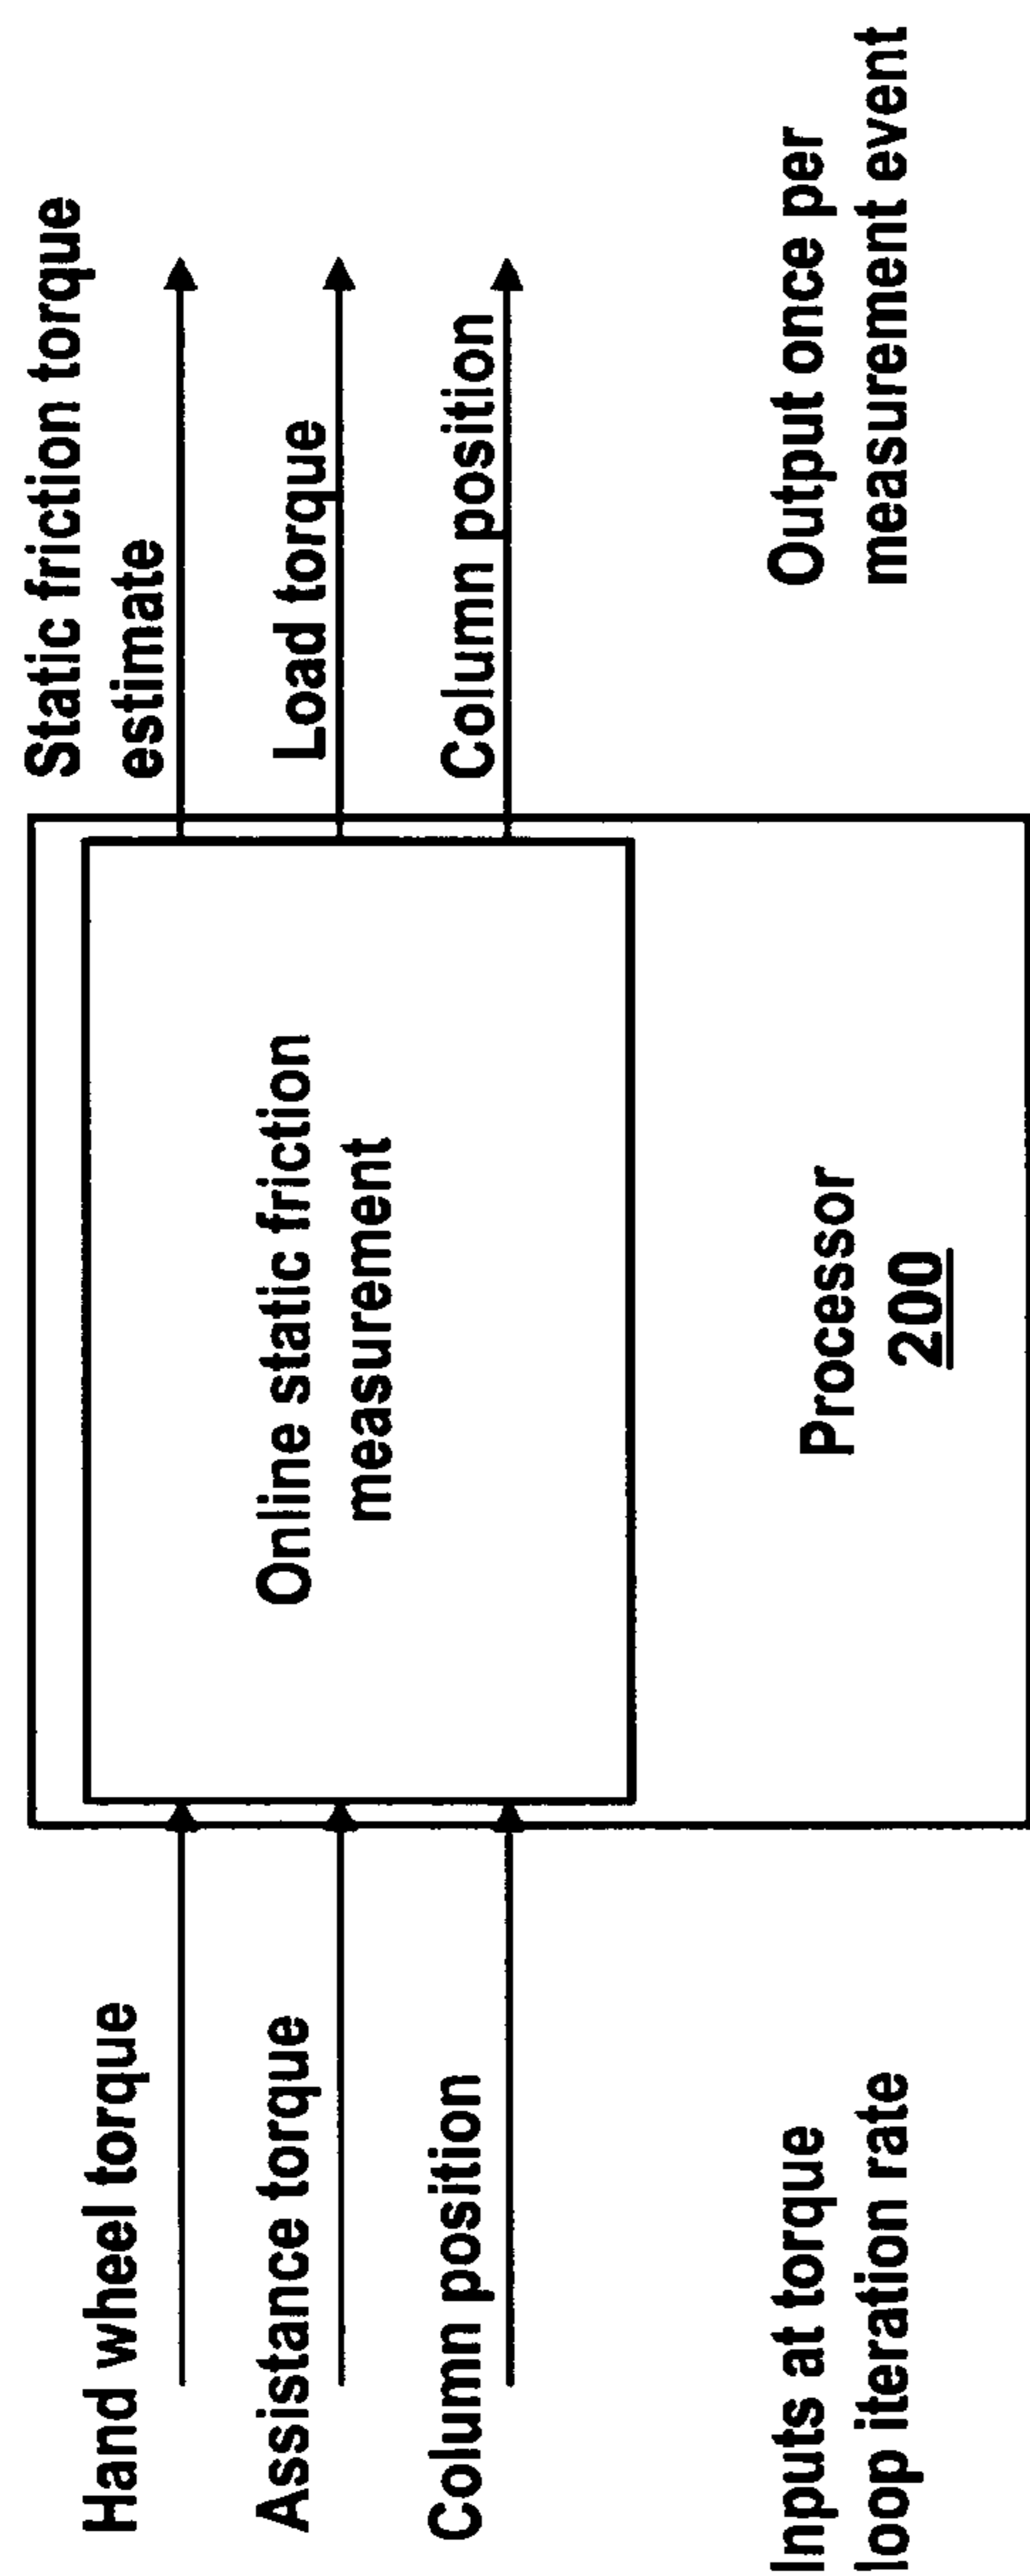 Hand wheel torque
Assistance torque
Column position
Inputs at torque
loop iteration rate
Online static friction
measurement
Processor
200
Static friction torque
estimate
Load torque
Column position
Output once per
measurement event